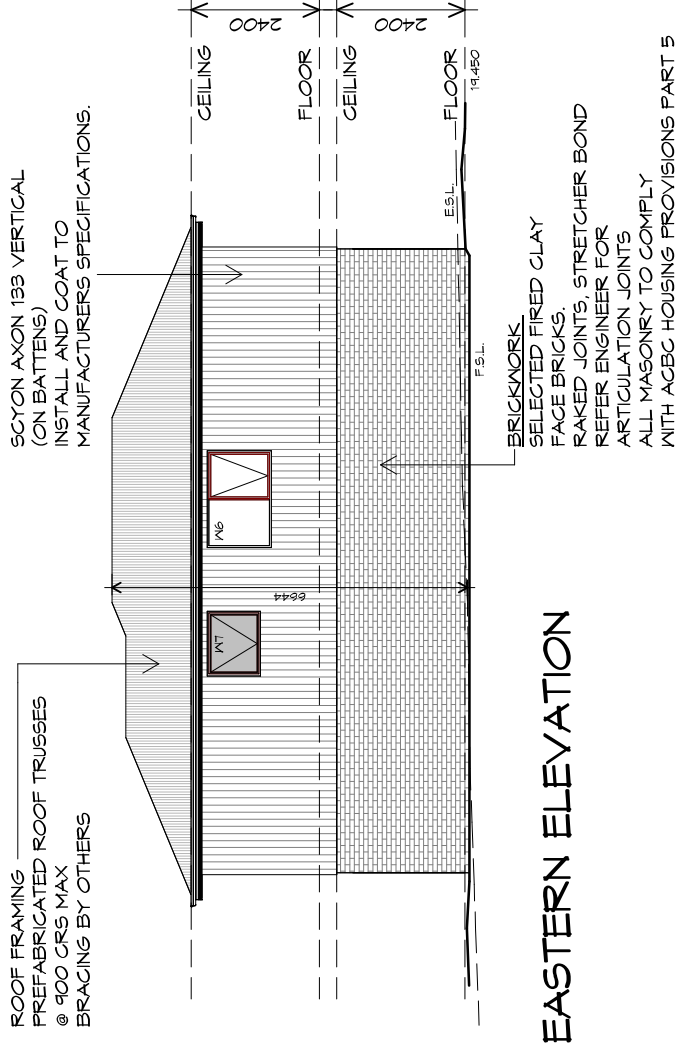 ROOF FRAMING
PREFABRICATED ROOF TRUSSES
@ 900 CRS MAX
BRACING BY OTHERS
SCYON AXON 133 VERTICAL
(ON BATTENS)
INSTALL AND COAT TO
MANUFACTURERS SPECIFICATIONS.
CEILING
2400
FLOOR
CEILING
2400
FLOOR
19.450
W7
W6
6644
E.S.L.
F.S.L.
BRICKWORK
SELECTED FIRED CLAY
FACE BRICKS.
RAKED JOINTS, STRETCHER BOND
REFER ENGINEER FOR
ARTICULATION JOINTS
ALL MASONRY TO COMPLY
WITH ACBC HOUSING PROVISIONS PART 5
EASTERN ELEVATION